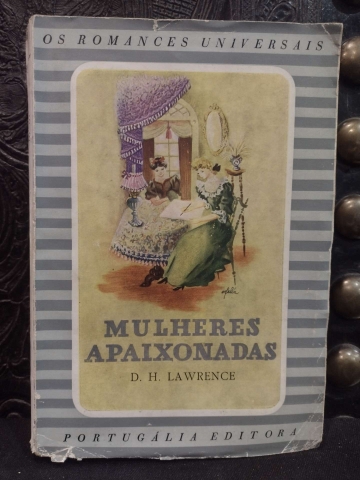 OS ROMANCES UNIVERSAIS
MULHERES
APAIXONADAS
D. H. LAWRENCE
PORTUGÁLIA EDITORA